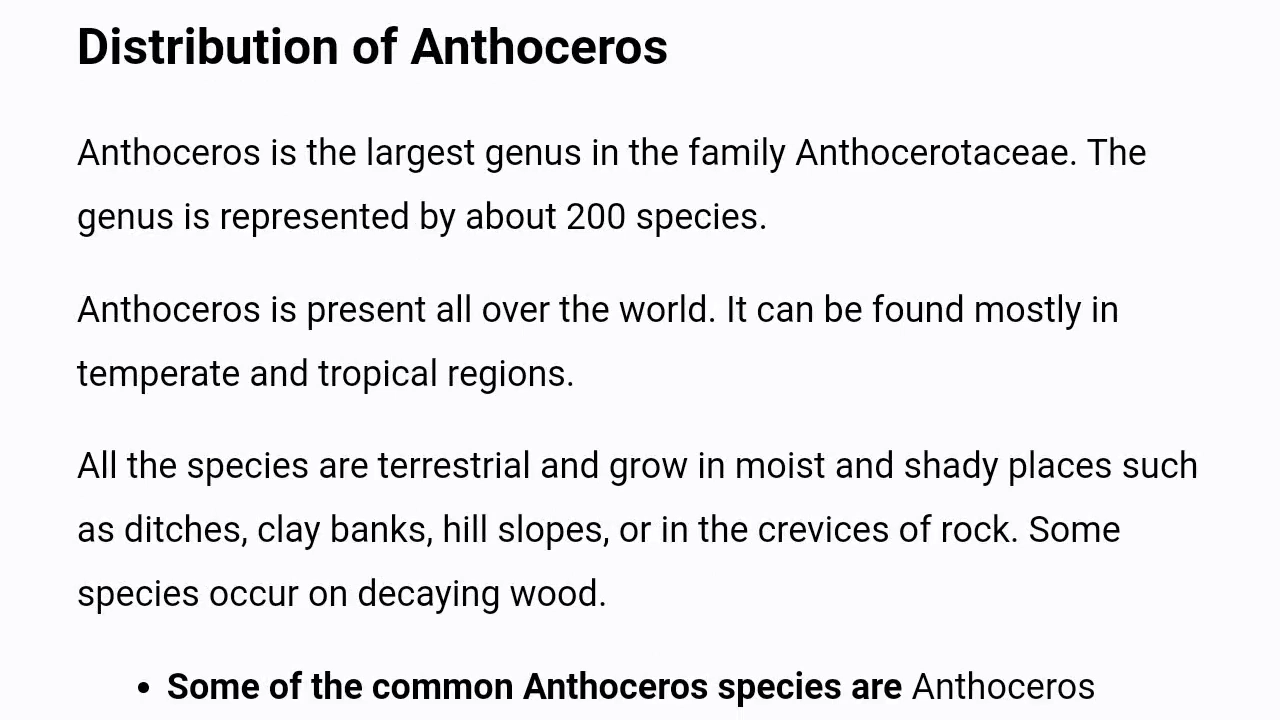 Distribution of Anthoceros
Anthoceros is the largest genus in the family Anthocerotaceae. The
genus is represented by about 200 species.
Anthoceros is present all over the world. It can be found mostly in
temperate and tropical regions.
All the species are terrestrial and grow in moist and shady places such
as ditches, clay banks, hill slopes, or in the crevices of rock. Some
species occur on decaying wood.
• Some of the common Anthoceros species are Anthoceros